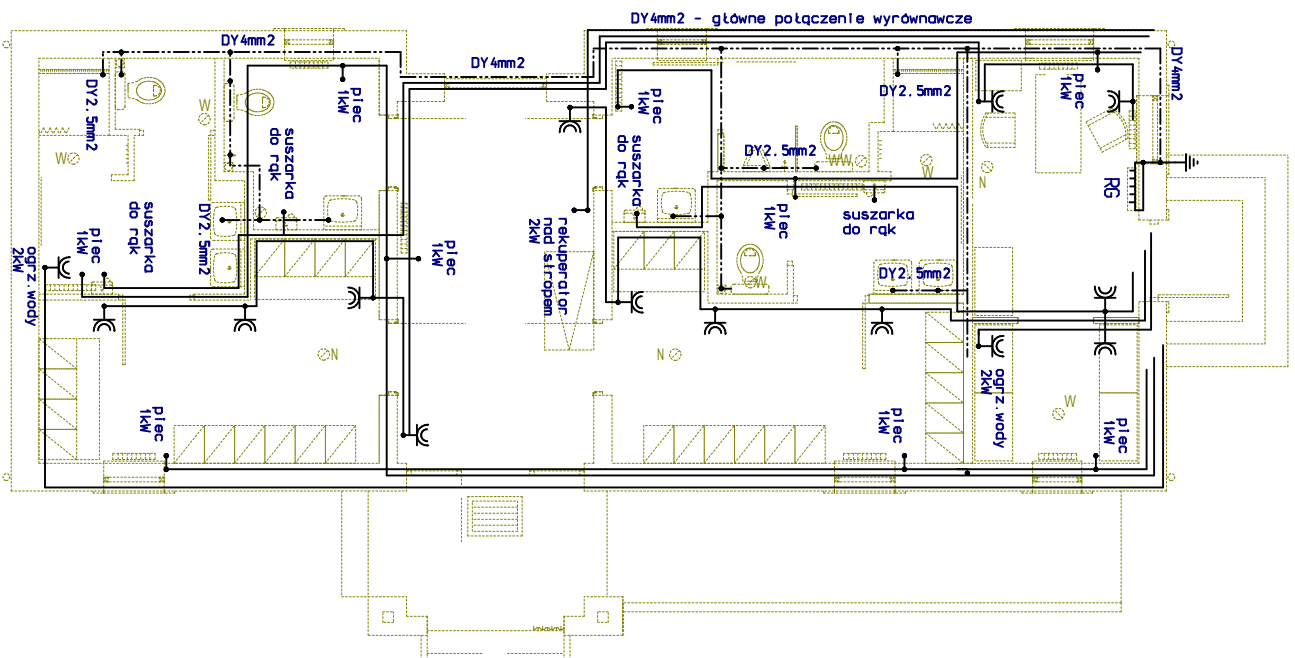 DY4mm2 - główne połączenie wyrównawcze
DY4mm2
DY4mm2
DY4mm2
DY2.5mm2
piec
1kW
piec
1kW
DY2.5mm2
piec
1kW
W
suszarka
do rąk
suszarka
do rąk
DY2.5mm2
W
W
W
W
N
RG
suszarka
do rąk
DY2.5mm2
piec
1kW
suszarka
do rąk
rekuperator
nad stropem
2kW
ogrz.wody
2kW
piec
1kW
piec
1kW
DY2.5mm2
W
N
N
ogrz.wody
2kW
W
piec
1kW
piec
1kW
piec
1kW